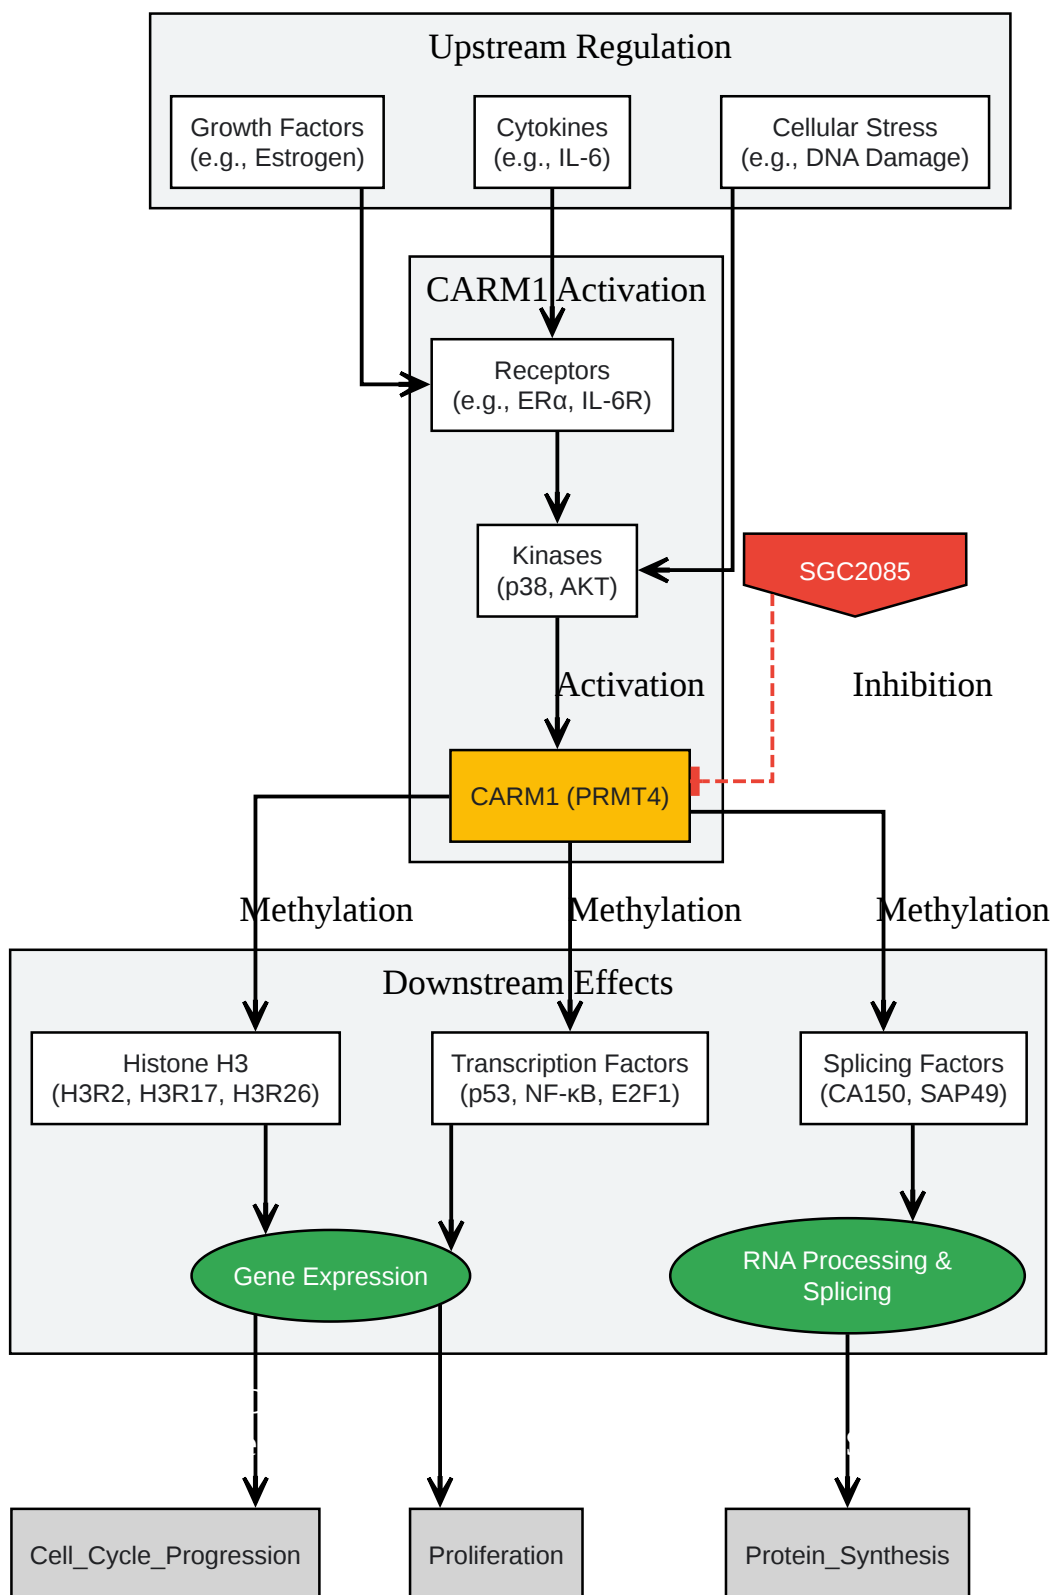 Upstream Regulation
Growth Factors
(e.g., Estrogen)
Cytokines
(e.g., IL-6)
Cellular Stress
(e.g., DNA Damage)
CARM1 Activation
Receptors
(e.g., ERα, IL-6R)
Kinases
(p38, AKT)
SGC2085
Activation
Inhibition
CARM1 (PRMT4)
Methylation
Methylation
Methylation
Downstream Effects
Histone H3
(H3R2, H3R17, H3R26)
Transcription Factors
(p53, NF-κB, E2F1)
Splicing Factors
(CA150, SAP49)
Gene Expression
RNA Processing &
Splicing
Cell_Cycle_Progression
Proliferation
Protein_Synthesis